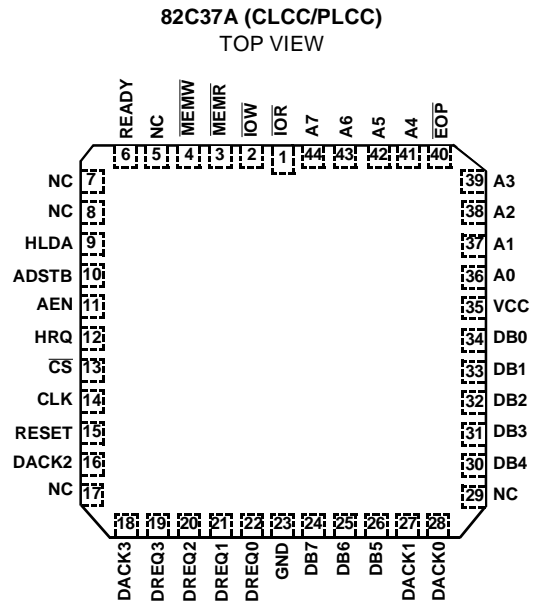 82C37A (CLCC/PLCC)
TOP VIEW
READY
NC
MEMW
MEMR
IOW
IOR
A7
A6
A5
A4
EOP
6 5 4 3 2 1 44 43 42 41 40
NC 7 39 A3
NC 8 38 A2
HLDA 9 37 A1
ADSTB 10 36 A0
AEN 11 35 VCC
HRQ 12 34 DB0
CS 13 33 DB1
CLK 14 32 DB2
RESET 15 31 DB3
DACK2 16 30 DB4
NC 17 29 NC
18 19 20 21 22 23 24 25 26 27 28
DACK3
DREQ3
DREQ2
DREQ1
DREQ0
GND
DB7
DB6
DB5
DACK1
DACK0